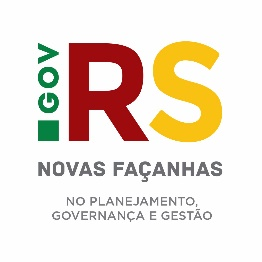 .GOV
RS
NOVAS FAÇANHAS
NO PLANEJAMENTO,
GOVERNANÇA E GESTÃO